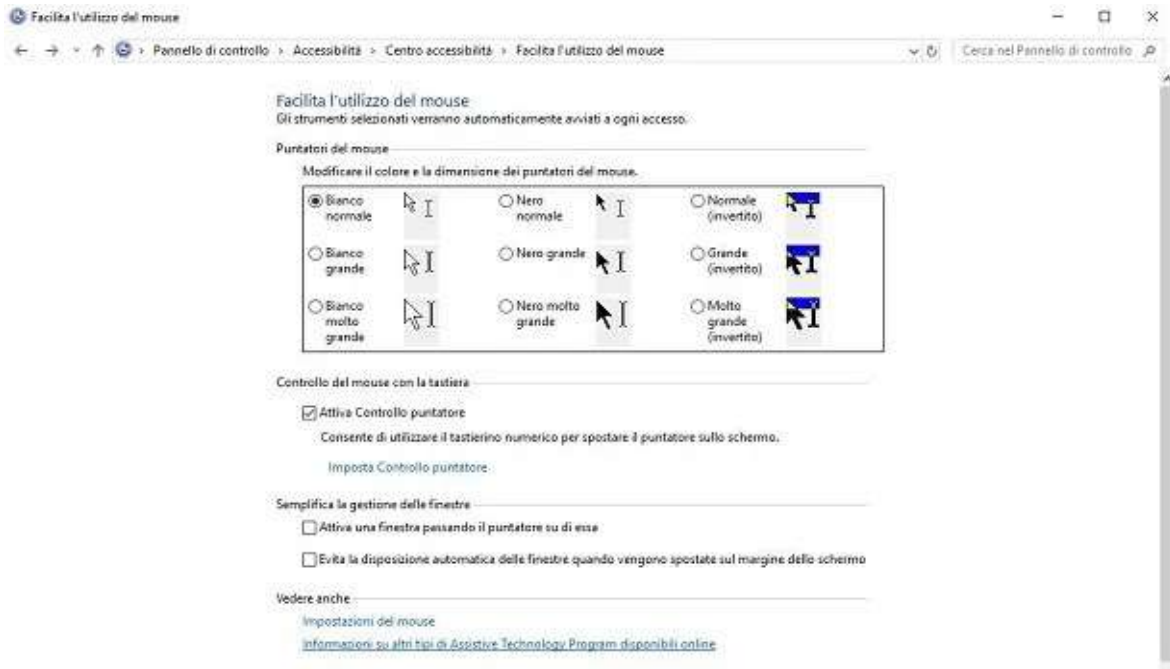 Facilita l'utilizzo del mouse
Pannello di controllo › Accessibilità › Centro accessibilità › Facilita l'utilizzo del mouse
Cerca nel Pannello di controllo
Facilita l'utilizzo del mouse
Gli strumenti selezionati verranno automaticamente avviati a ogni accesso.
Puntatori del mouse
Modificare il colore e la dimensione dei puntatori del mouse.
Bianco
normale
Nero
normale
Normale
(invertito)
Bianco
grande
Nero grande
Grande
(invertito)
Bianco
molto
grande
Nero molto
grande
Molto
grande
(invertito)
Controllo del mouse con la tastiera
Attiva Controllo puntatore
Consente di utilizzare il tastierino numerico per spostare il puntatore sullo schermo.
Imposta Controllo puntatore
Semplifica la gestione delle finestre
Attiva una finestra passando il puntatore su di essa
Evita la disposizione automatica delle finestre quando vengono spostate sul margine dello schermo
Vedere anche
Impostazioni del mouse
Informazioni su altri tipi di Assistive Technology Program disponibili online